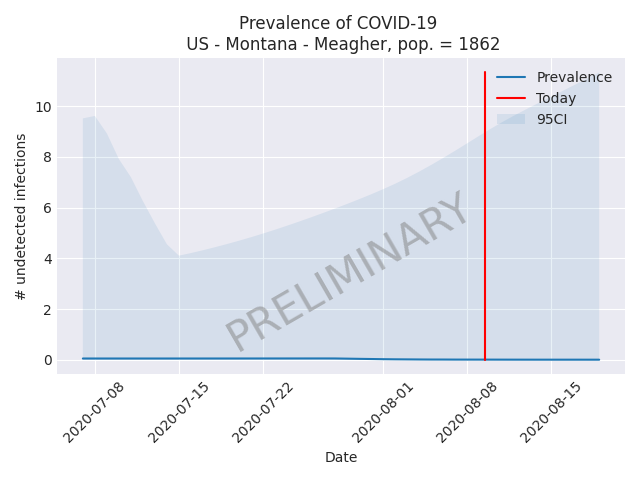 Prevalence of COVID-19
US - Montana - Meagher, pop. = 1862
Prevalence
Today
95CI
# undetected infections
10
8
6
4
2
0
PRELIMINARY
2020-07-08
2020-07-15
2020-07-22
2020-08-01
2020-08-08
2020-08-15
Date